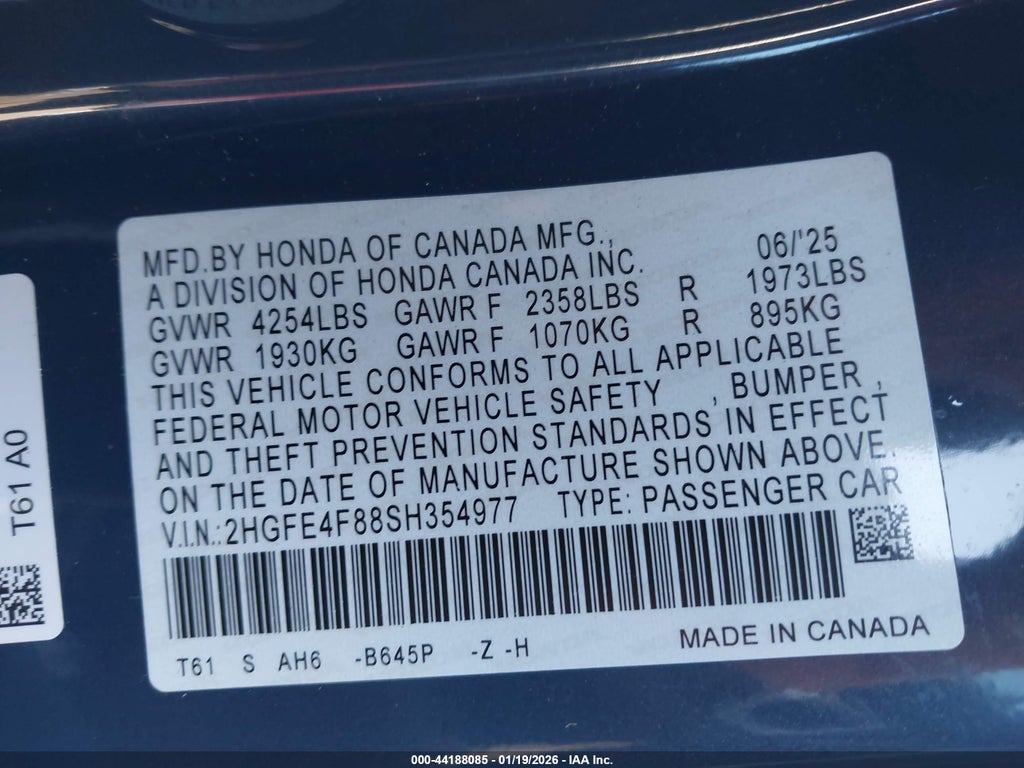 MFD.BY HONDA OF CANADA MFG., 06/'25
A DIVISION OF HONDA CANADA INC.
GVWR 4254LBS GAWR F 2358LBS R 1973LBS
GVWR 1930KG GAWR F 1070KG R 895KG
THIS VEHICLE CONFORMS TO ALL APPLICABLE
FEDERAL MOTOR VEHICLE SAFETY , BUMPER ,
AND THEFT PREVENTION STANDARDS IN EFFECT
ON THE DATE OF MANUFACTURE SHOWN ABOVE.
V.I.N.:2HGFE4F88SH354977 TYPE: PASSENGER CAR
MADE IN CANADA
T61 S AH6 -B645P -Z -H
T61 A0
000-44188085 - 01/19/2026 - IAA Inc.